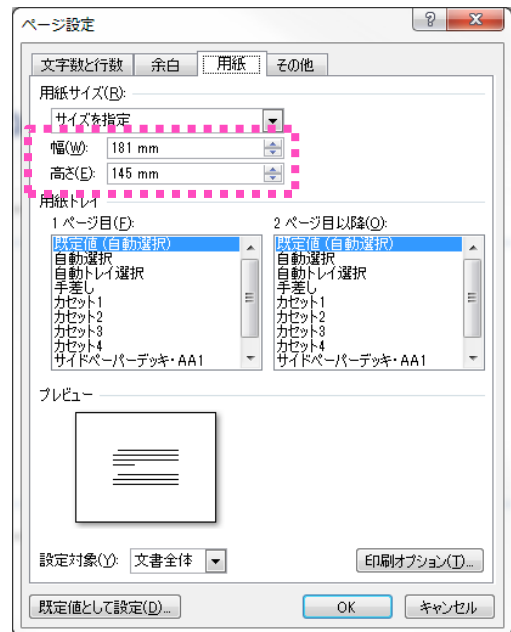 ページ設定
文字数と行数 余白 用紙 その他
用紙サイズ(R):
サイズを指定
幅(W): 181 mm
高さ(E): 145 mm
用紙トレイ
1 ページ目(F): 2 ページ目以降(O):
既定値 (自動選択) 既定値 (自動選択)
自動選択 自動選択
自動トレイ選択 自動トレイ選択
手差し 手差し
カセット1 カセット1
カセット2 カセット2
カセット3 カセット3
カセット4 カセット4
サイドペーパーデッキ・AA1 サイドペーパーデッキ・AA1
プレビュー
設定対象(Y): 文書全体 印刷オプション(T)...
既定値として設定(D)... OK キャンセル